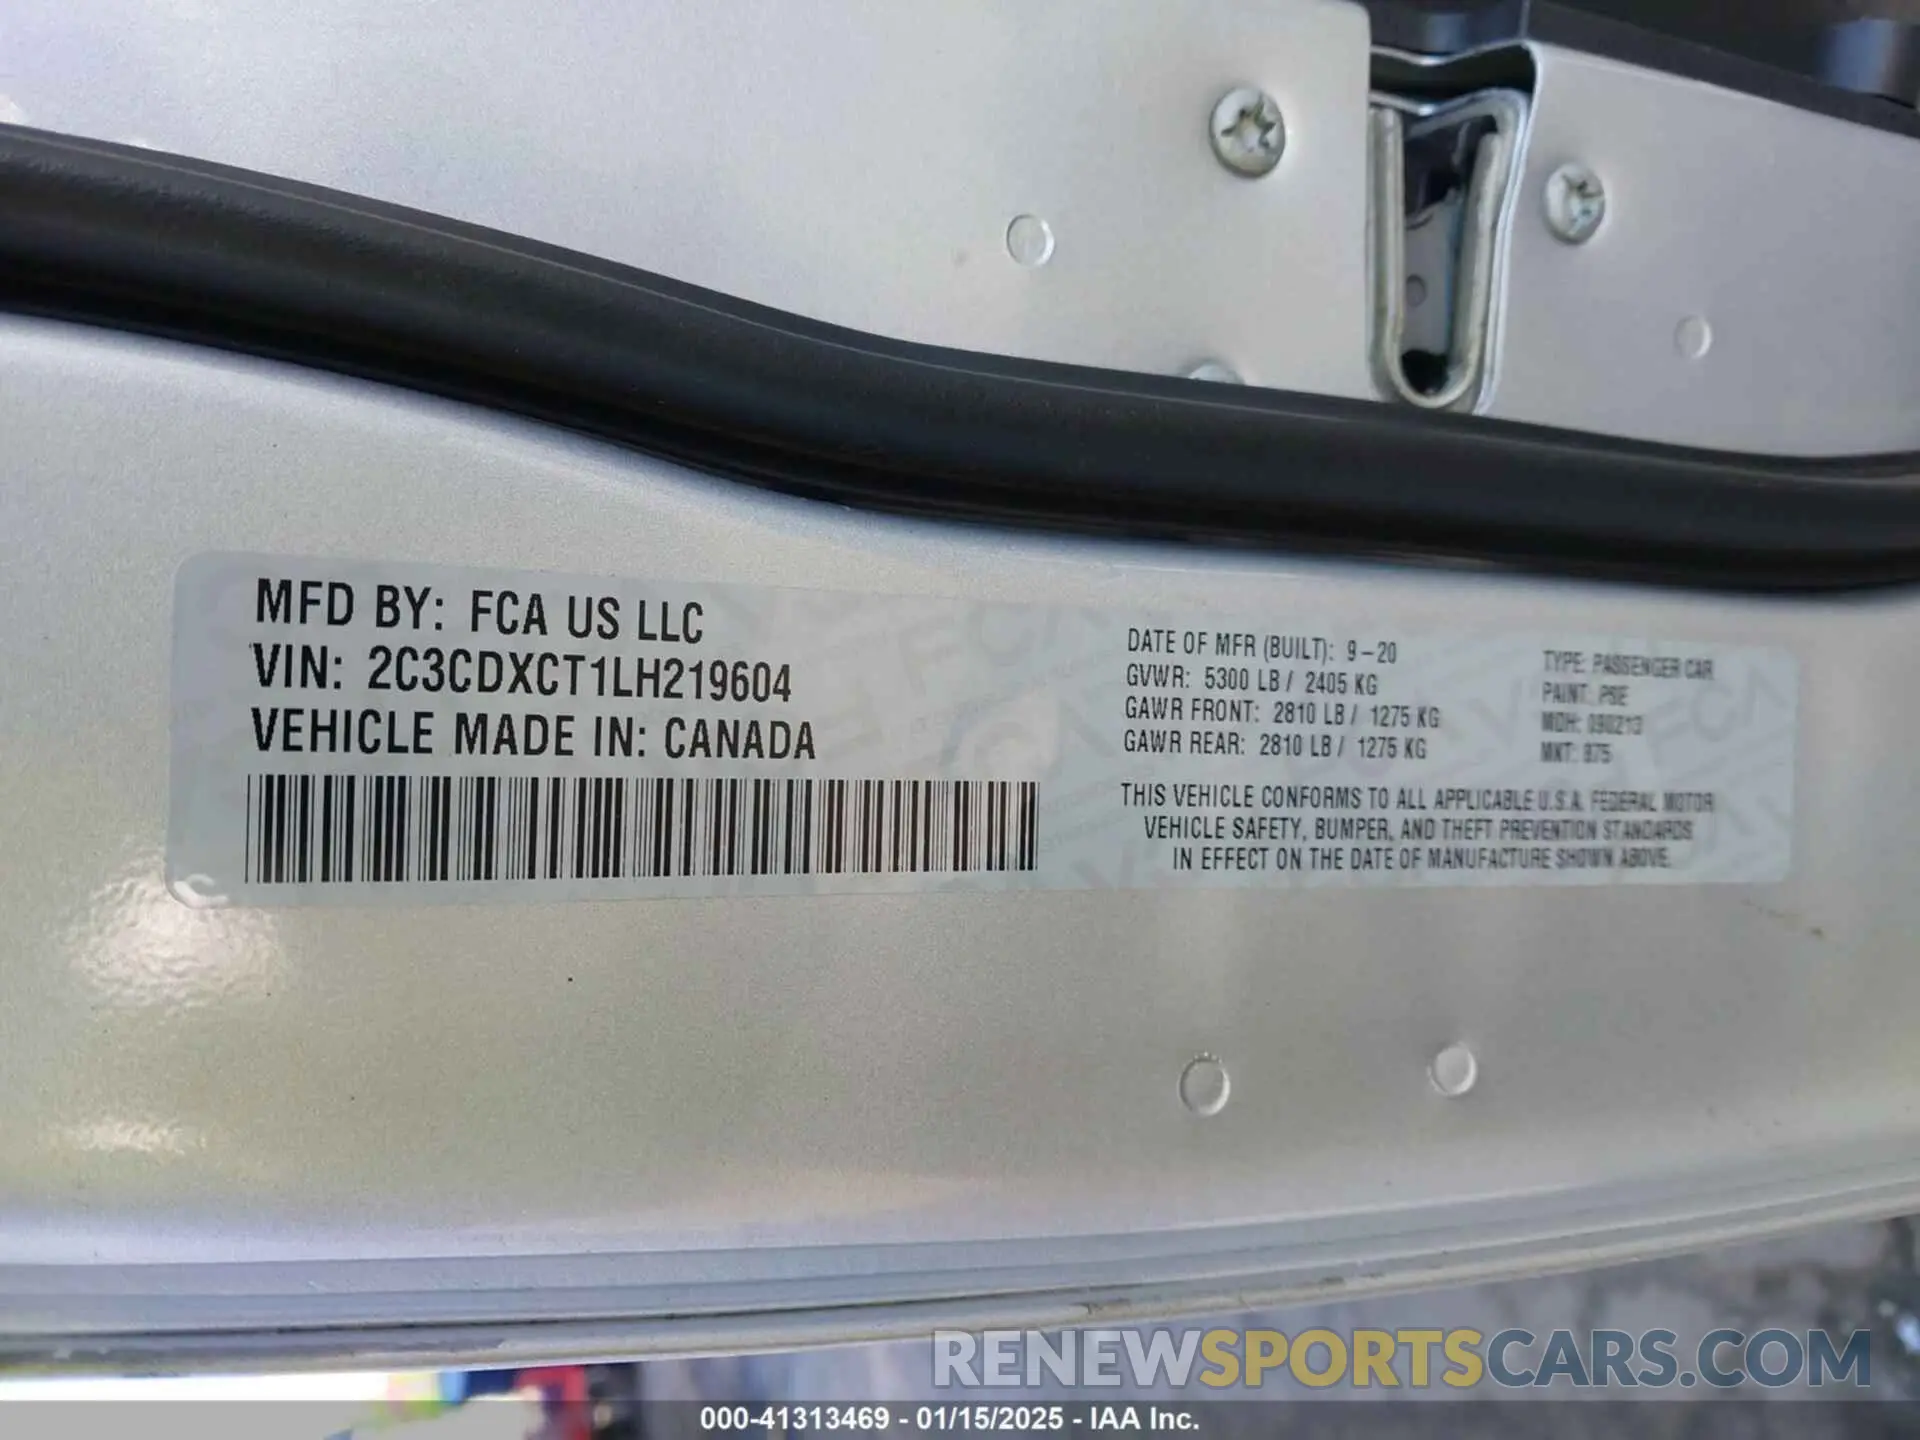 MFD BY: FCA US LLC
VIN: 2C3CDXCT1LH219604
VEHICLE MADE IN: CANADA
DATE OF MFR (BUILT): 9-20
GVWR: 5300 LB / 2405 KG
GAWR FRONT: 2810 LB / 1275 KG
GAWR REAR: 2810 LB / 1275 KG
TYPE: PASSENGER CAR
PAINT:
MDH:
MKT:
THIS VEHICLE CONFORMS TO ALL APPLICABLE U.S.A. FEDERAL MOTOR
VEHICLE SAFETY, BUMPER, AND THEFT PREVENTION STANDARDS
IN EFFECT ON THE DATE OF MANUFACTURE SHOWN ABOVE.
RENEWSPORTSCARS.COM
000-41313469 - 01/15/2025 - IAA Inc.